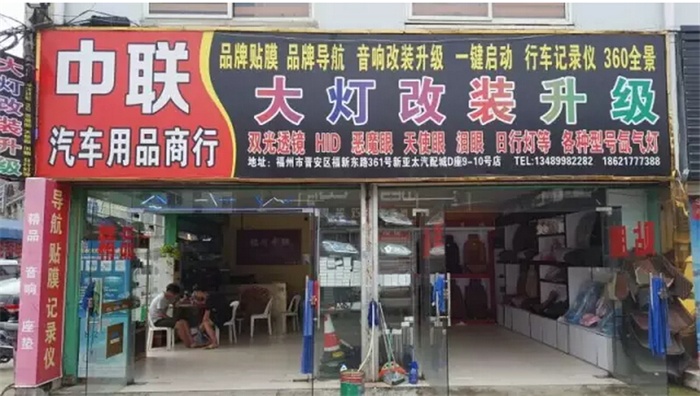 中联
汽车用品商行
品牌贴膜 品牌导航 音响改装升级 一键启动 行车记录仪 360全景
大灯改装升级
双光透镜 HID 恶魔眼 天使眼 泪眼 日行灯等 各种型号氙气灯
地址：福州市晋安区福新东路361号新亚太汽配城D座9-10号店 TEL:13489982282 18621777388
大灯改装升级
导航 贴膜 记录仪
精品 音响 座垫